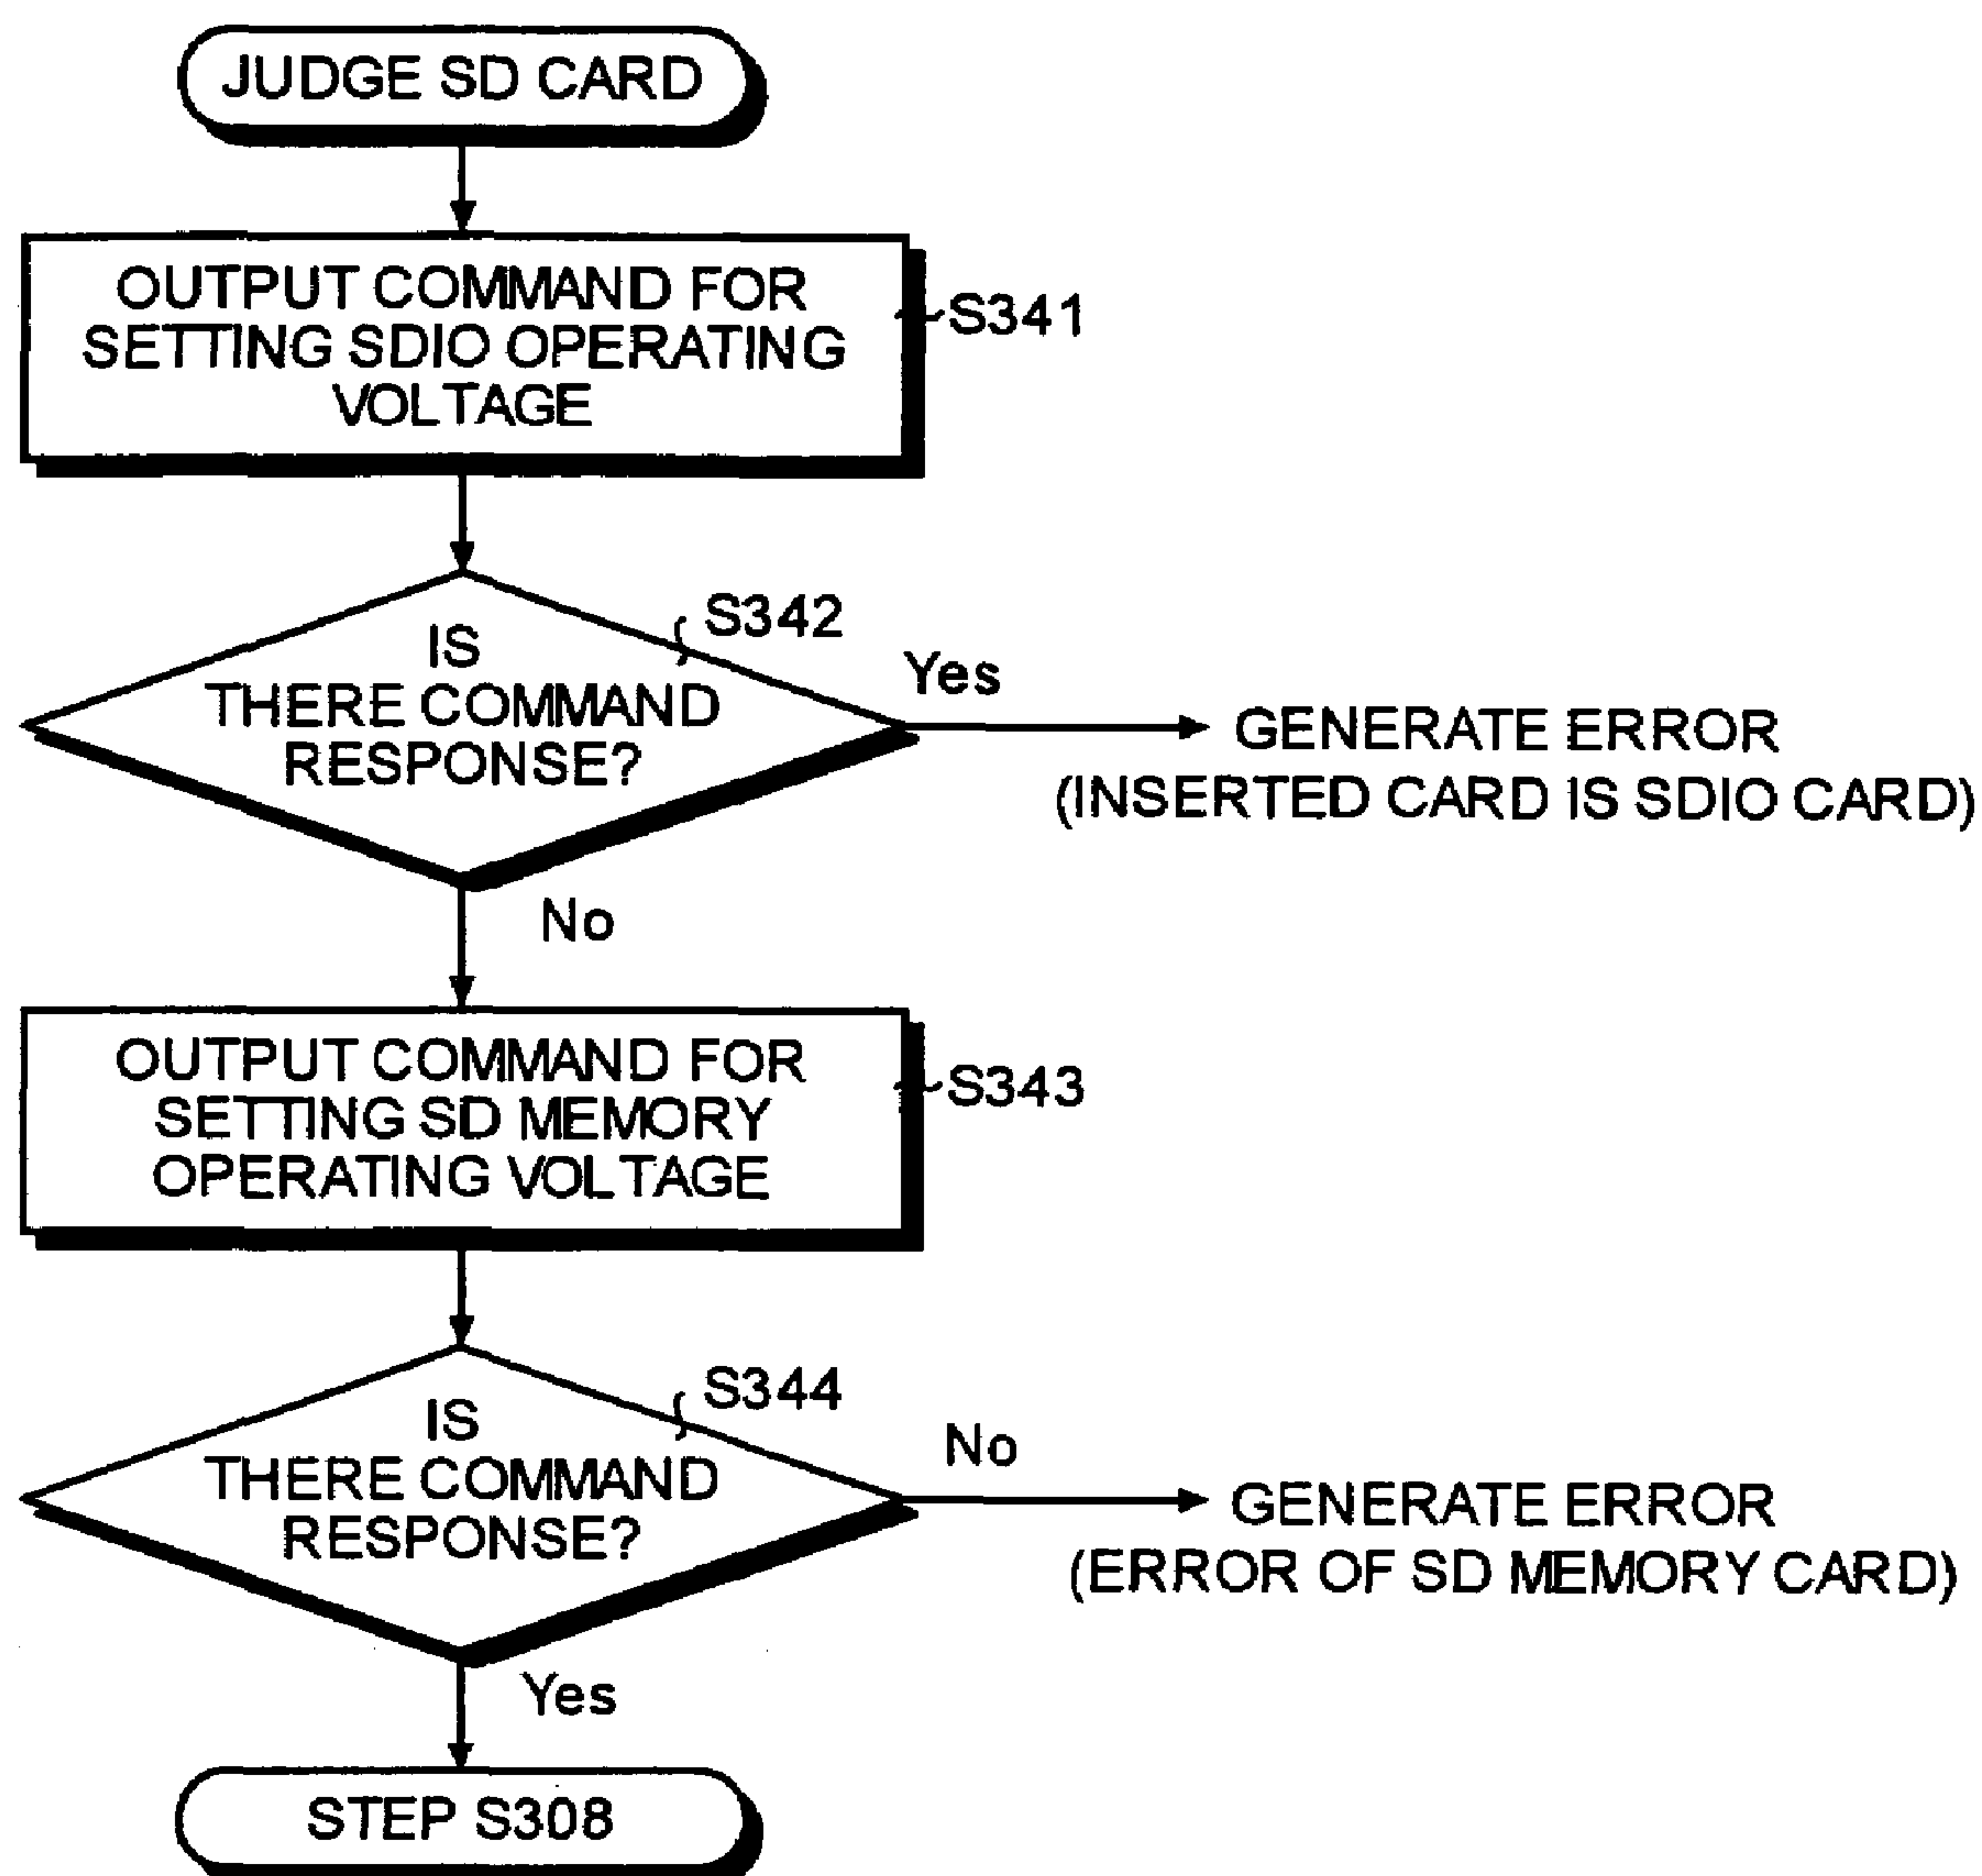 JUDGE SD CARD
OUTPUT COMMAND FOR
SETTING SDIO OPERATING
VOLTAGE
S341
S342
IS
THERE COMMAND
RESPONSE?
Yes
GENERATE ERROR
(INSERTED CARD IS SDIO CARD)
No
OUTPUT COMMAND FOR
SETTING SD MEMORY
OPERATING VOLTAGE
S343
S344
IS
THERE COMMAND
RESPONSE?
No
GENERATE ERROR
(ERROR OF SD MEMORY CARD)
Yes
STEP S308